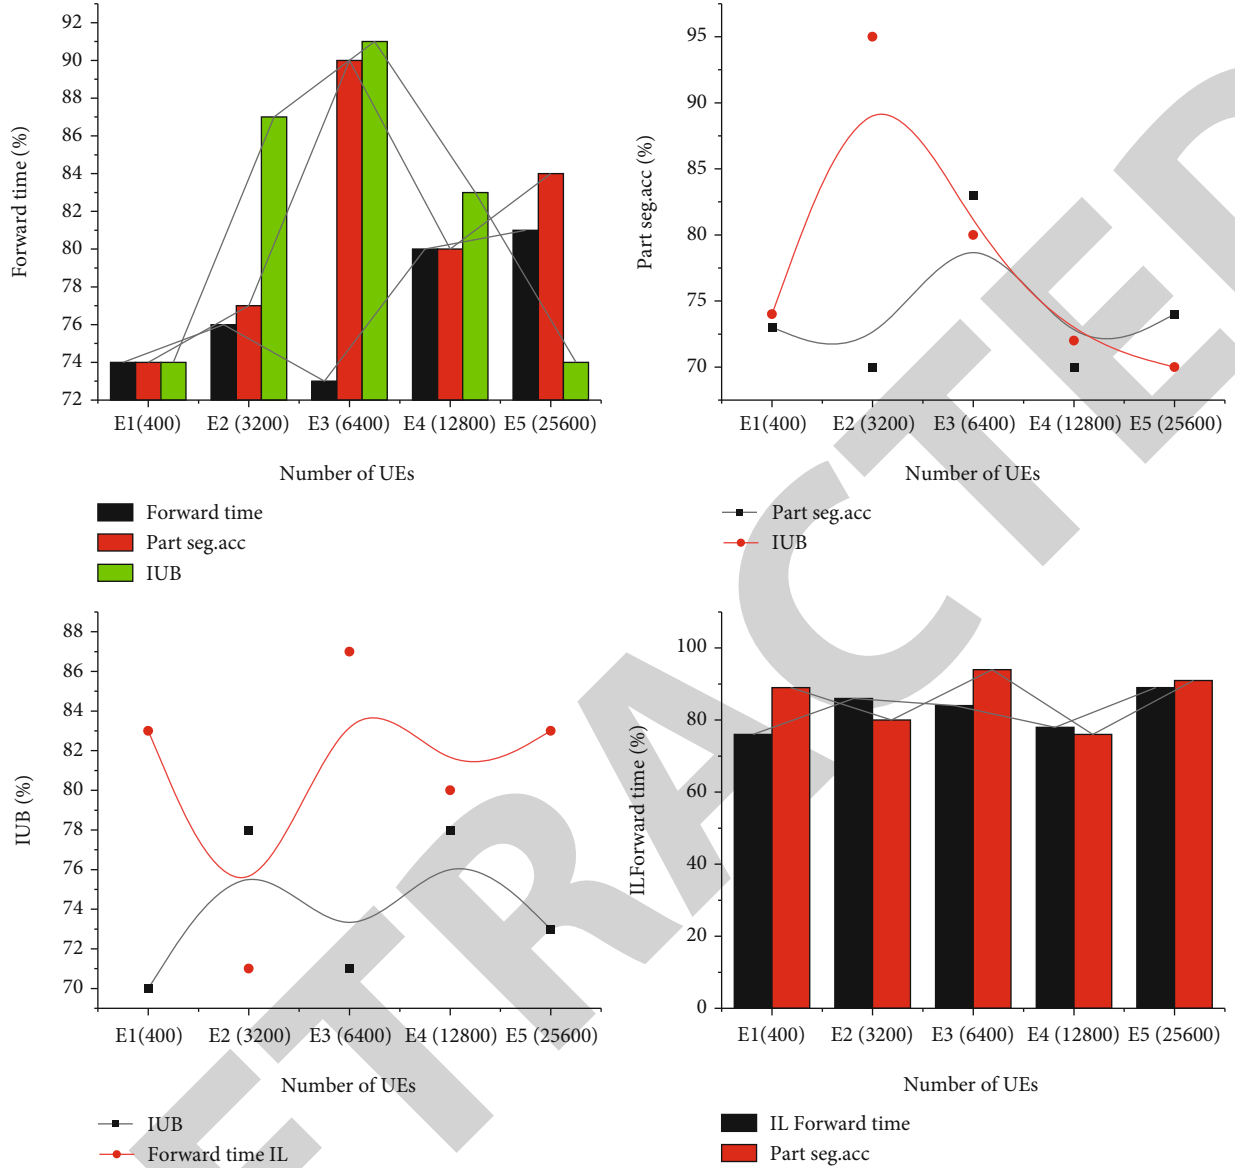 92
90
88
86
84
82
80
78
76
74
72
Forward time (%)
E1(400) E2 (3200) E3 (6400) E4 (12800) E5 (25600)
Number of UEs
Forward time
Part seg.acc
IUB
95
90
85
80
75
70
Part seg.acc (%)
E1(400) E2 (3200) E3 (6400) E4 (12800) E5 (25600)
Number of UEs
Part seg.acc
IUB
88
86
84
82
80
78
76
74
72
70
IUB (%)
E1(400) E2 (3200) E3 (6400) E4 (12800) E5 (25600)
Number of UEs
IUB
Forward time IL
100
80
60
40
20
0
ILForward time (%)
E1(400) E2 (3200) E3 (6400) E4 (12800) E5 (25600)
Number of UEs
IL Forward time
Part seg.acc
ETRACTED